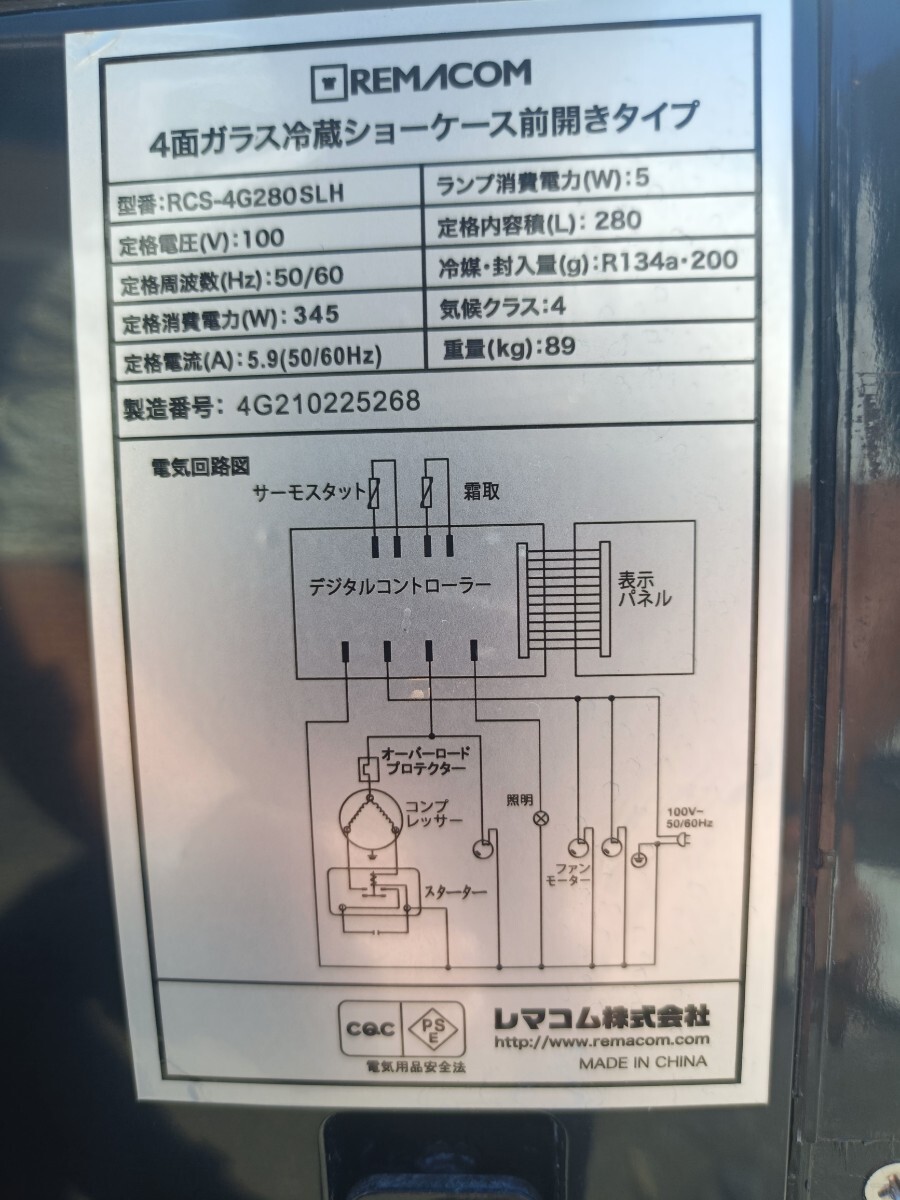 REMACOM
4面ガラス冷蔵ショーケース前開きタイプ
型番:RCS-4G280SLH
定格電圧(V):100
定格周波数(Hz):50/60
定格消費電力(W):345
定格電流(A):5.9(50/60Hz)
ランプ消費電力(W):5
定格内容積(L):280
冷媒・封入量(g):R134a・200
気候クラス:4
重量(kg):89
製造番号: 4G210225268
電気回路図
サーモスタット
霜取
デジタルコントローラー
表示
パネル
オーバーロード
プロテクター
コンプ
レッサー
照明
100V~
50/60Hz
ファン
モーター
スターター
CQC
PS
E
電気用品安全法
レマコム株式会社
http://www.remacom.com
MADE IN CHINA